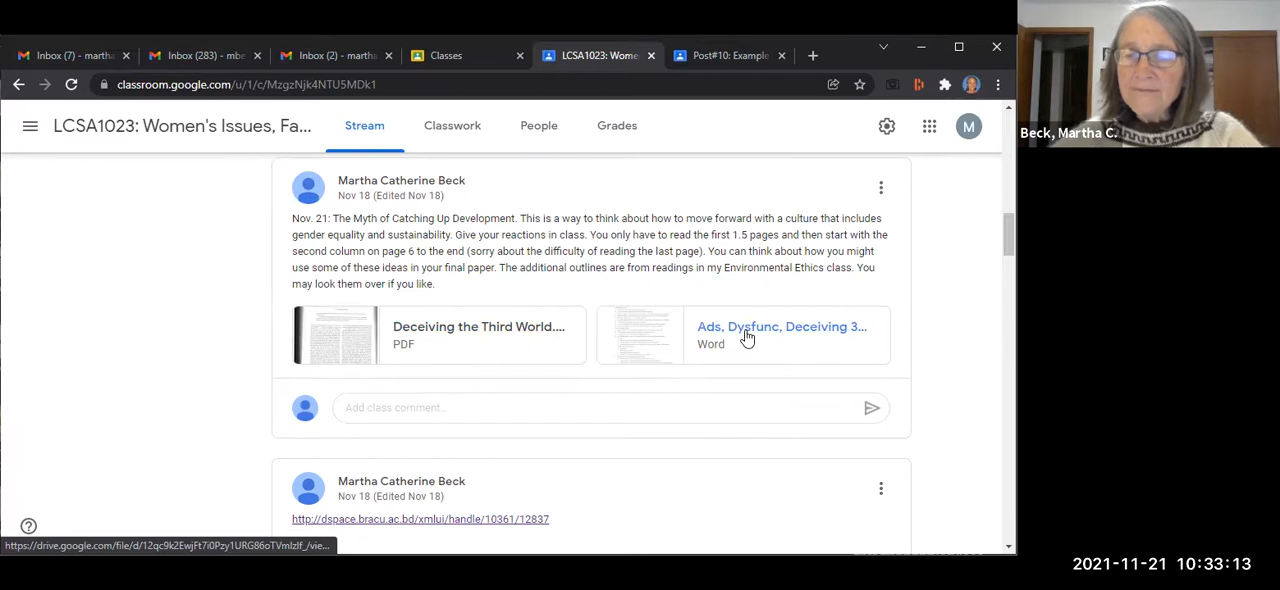 Inbox (7) - martha
Inbox (283) - mbe
Inbox (2) - martha
Classes
LCSA1023: Wome
Post#10: Example
classroom.google.com/u/1/c/MzgzNjk4NTU5MDk1
LCSA1023: Women's Issues, Fa...
Stream
Classwork
People
Grades
M
Beck, Martha C.
Martha Catherine Beck
Nov 18 (Edited Nov 18)
Nov. 21: The Myth of Catching Up Development. This is a way to think about how to move forward with a culture that includes
gender equality and sustainability. Give your reactions in class. You only have to read the first 1.5 pages and then start with the
second column on page 6 to the end (sorry about the difficulty of reading the last page). You can think about how you might
use some of these ideas in your final paper. The additional outlines are from readings in my Environmental Ethics class. You
may look them over if you like.
Deceiving the Third World....
PDF
Ads, Dysfunc, Deceiving 3...
Word
Add class comment...
Martha Catherine Beck
Nov 18 (Edited Nov 18)
http://dspace.bracu.ac.bd/xmlui/handle/10361/12837
https://drive.google.com/file/d/12qc9k2EwjFt7i0Pzy1URG86oTVmlzlf_/vie...
2021-11-21 10:33:13